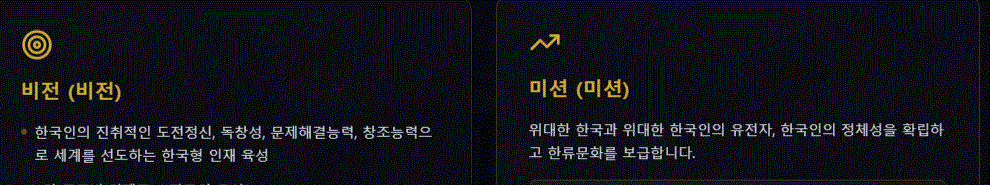 비전 (비전)
한국인의 진취적인 도전정신, 독창성, 문제해결능력, 창조능력으
로 세계를 선도하는 한국형 인재 육성
미션 (미션)
위대한 한국과 위대한 한국인의 유전자, 한국인의 정체성을 확립하
고 한류문화를 보급합니다.